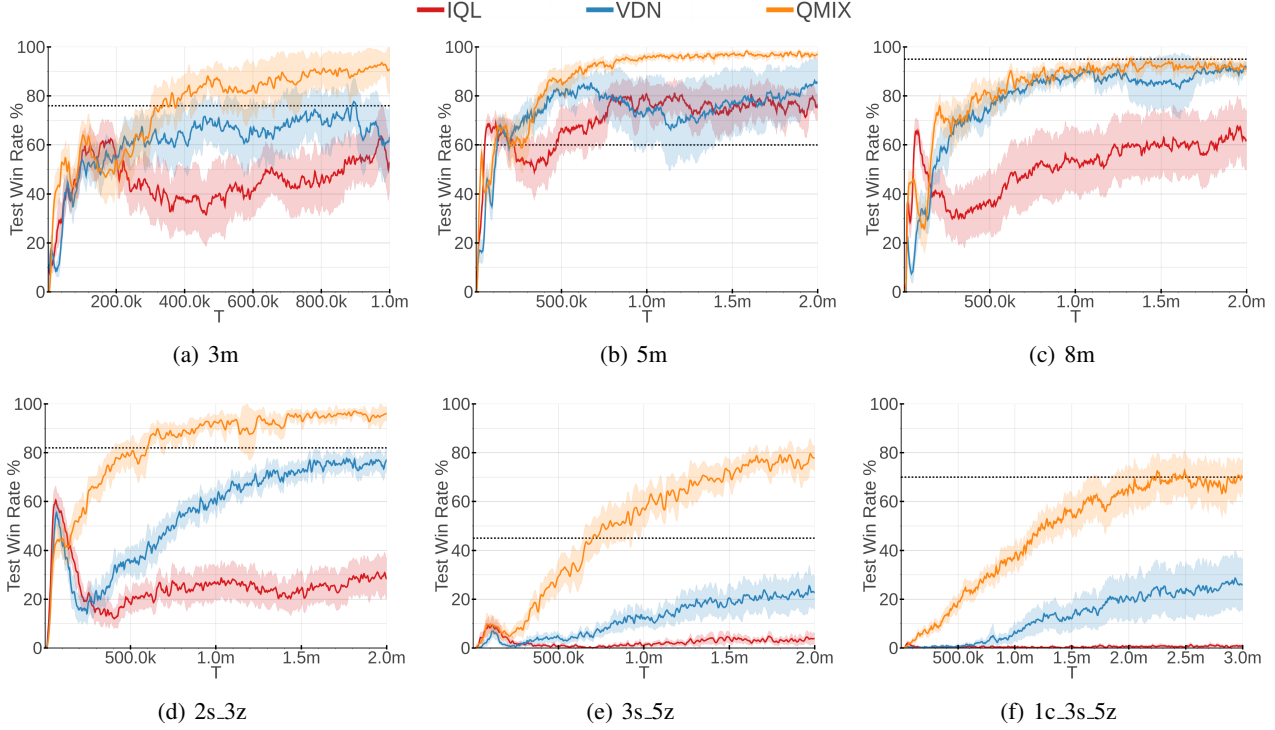 IQL VDN QMIX
Test Win Rate %
100
80
60
40
20
0
200.0k 400.0k 600.0k 800.0k 1.0m
T
(a) 3m
Test Win Rate %
100
80
60
40
20
0
500.0k 1.0m 1.5m 2.0m
T
(b) 5m
Test Win Rate %
100
80
60
40
20
0
500.0k 1.0m 1.5m 2.0m
T
(c) 8m
Test Win Rate %
100
80
60
40
20
0
500.0k 1.0m 1.5m 2.0m
T
(d) 2s_3z
Test Win Rate %
100
80
60
40
20
0
500.0k 1.0m 1.5m 2.0m
T
(e) 3s_5z
Test Win Rate %
100
80
60
40
20
0
500.0k 1.0m 1.5m 2.0m 2.5m 3.0m
T
(f) 1c_3s_5z